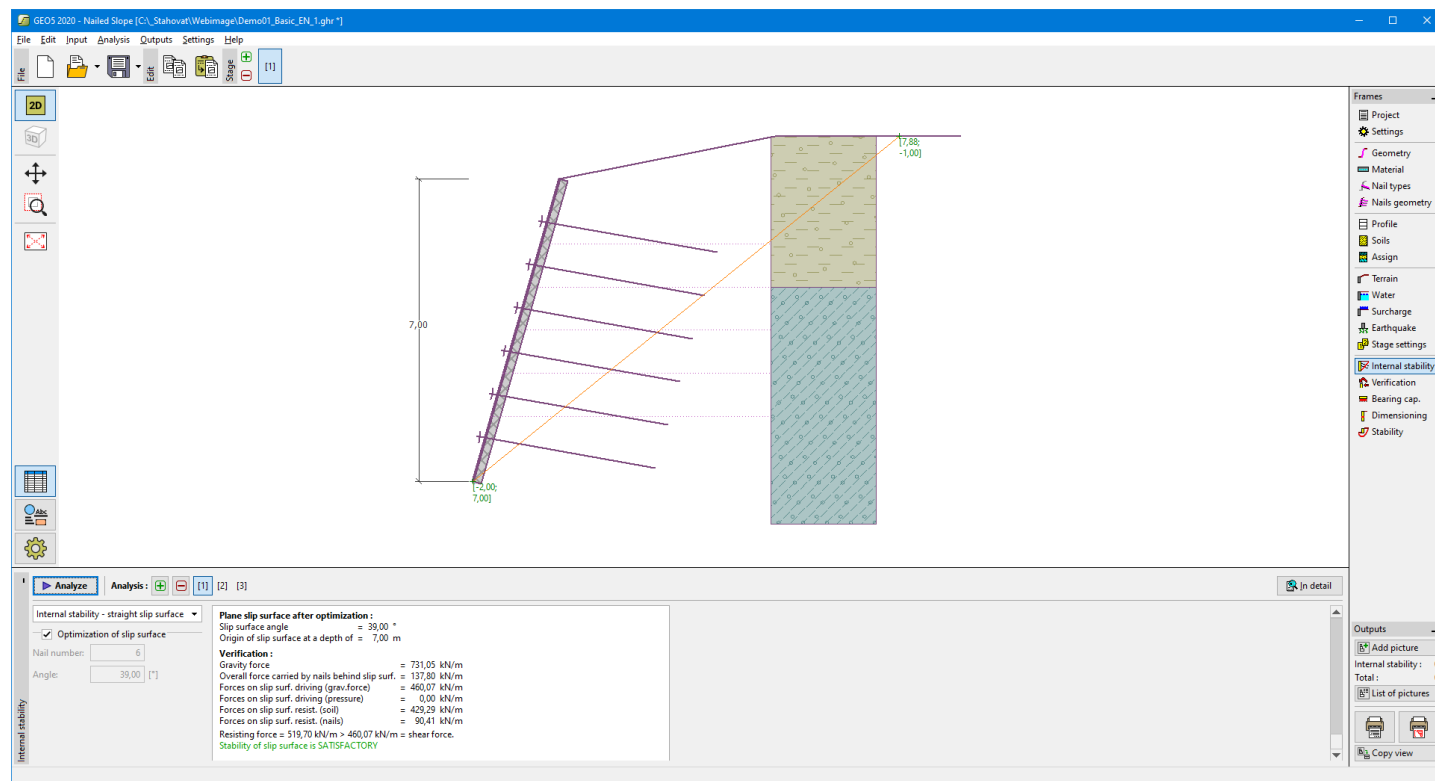 GEO5 2020 - Nailed Slope [C:\_Stahovat\Webimage\Demo01_Basic_EN_1.ghr *]
File Edit Input Analysis Outputs Settings Help
File
Edit
Stage
[1]
2D
3D
[7,88;
-1,00]
7,00
[-2,00;
7,00]
Abc
Frames
Project
Settings
Geometry
Material
Nail types
Nails geometry
Profile
Soils
Assign
Terrain
Water
Surcharge
Earthquake
Stage settings
Internal stability
Verification
Bearing cap.
Dimensioning
Stability
Analyze
Analysis :
[1] [2] [3]
In detail
Internal stability - straight slip surface
Optimization of slip surface
Nail number: 6
Angle: 39,00 [°]
Plane slip surface after optimization :
Slip surface angle = 39,00 °
Origin of slip surface at a depth of = 7,00 m
Verification :
Gravity force = 731,05 kN/m
Overall force carried by nails behind slip surf. = 137,80 kN/m
Forces on slip surf. driving (grav.force) = 460,07 kN/m
Forces on slip surf. driving (pressure) = 0,00 kN/m
Forces on slip surf. resist. (soil) = 429,29 kN/m
Forces on slip surf. resist. (nails) = 90,41 kN/m
Resisting force = 519,70 kN/m > 460,07 kN/m = shear force.
Stability of slip surface is SATISFACTORY
Internal stability
Outputs
Add picture
Internal stability :
Total :
List of pictures
Copy view